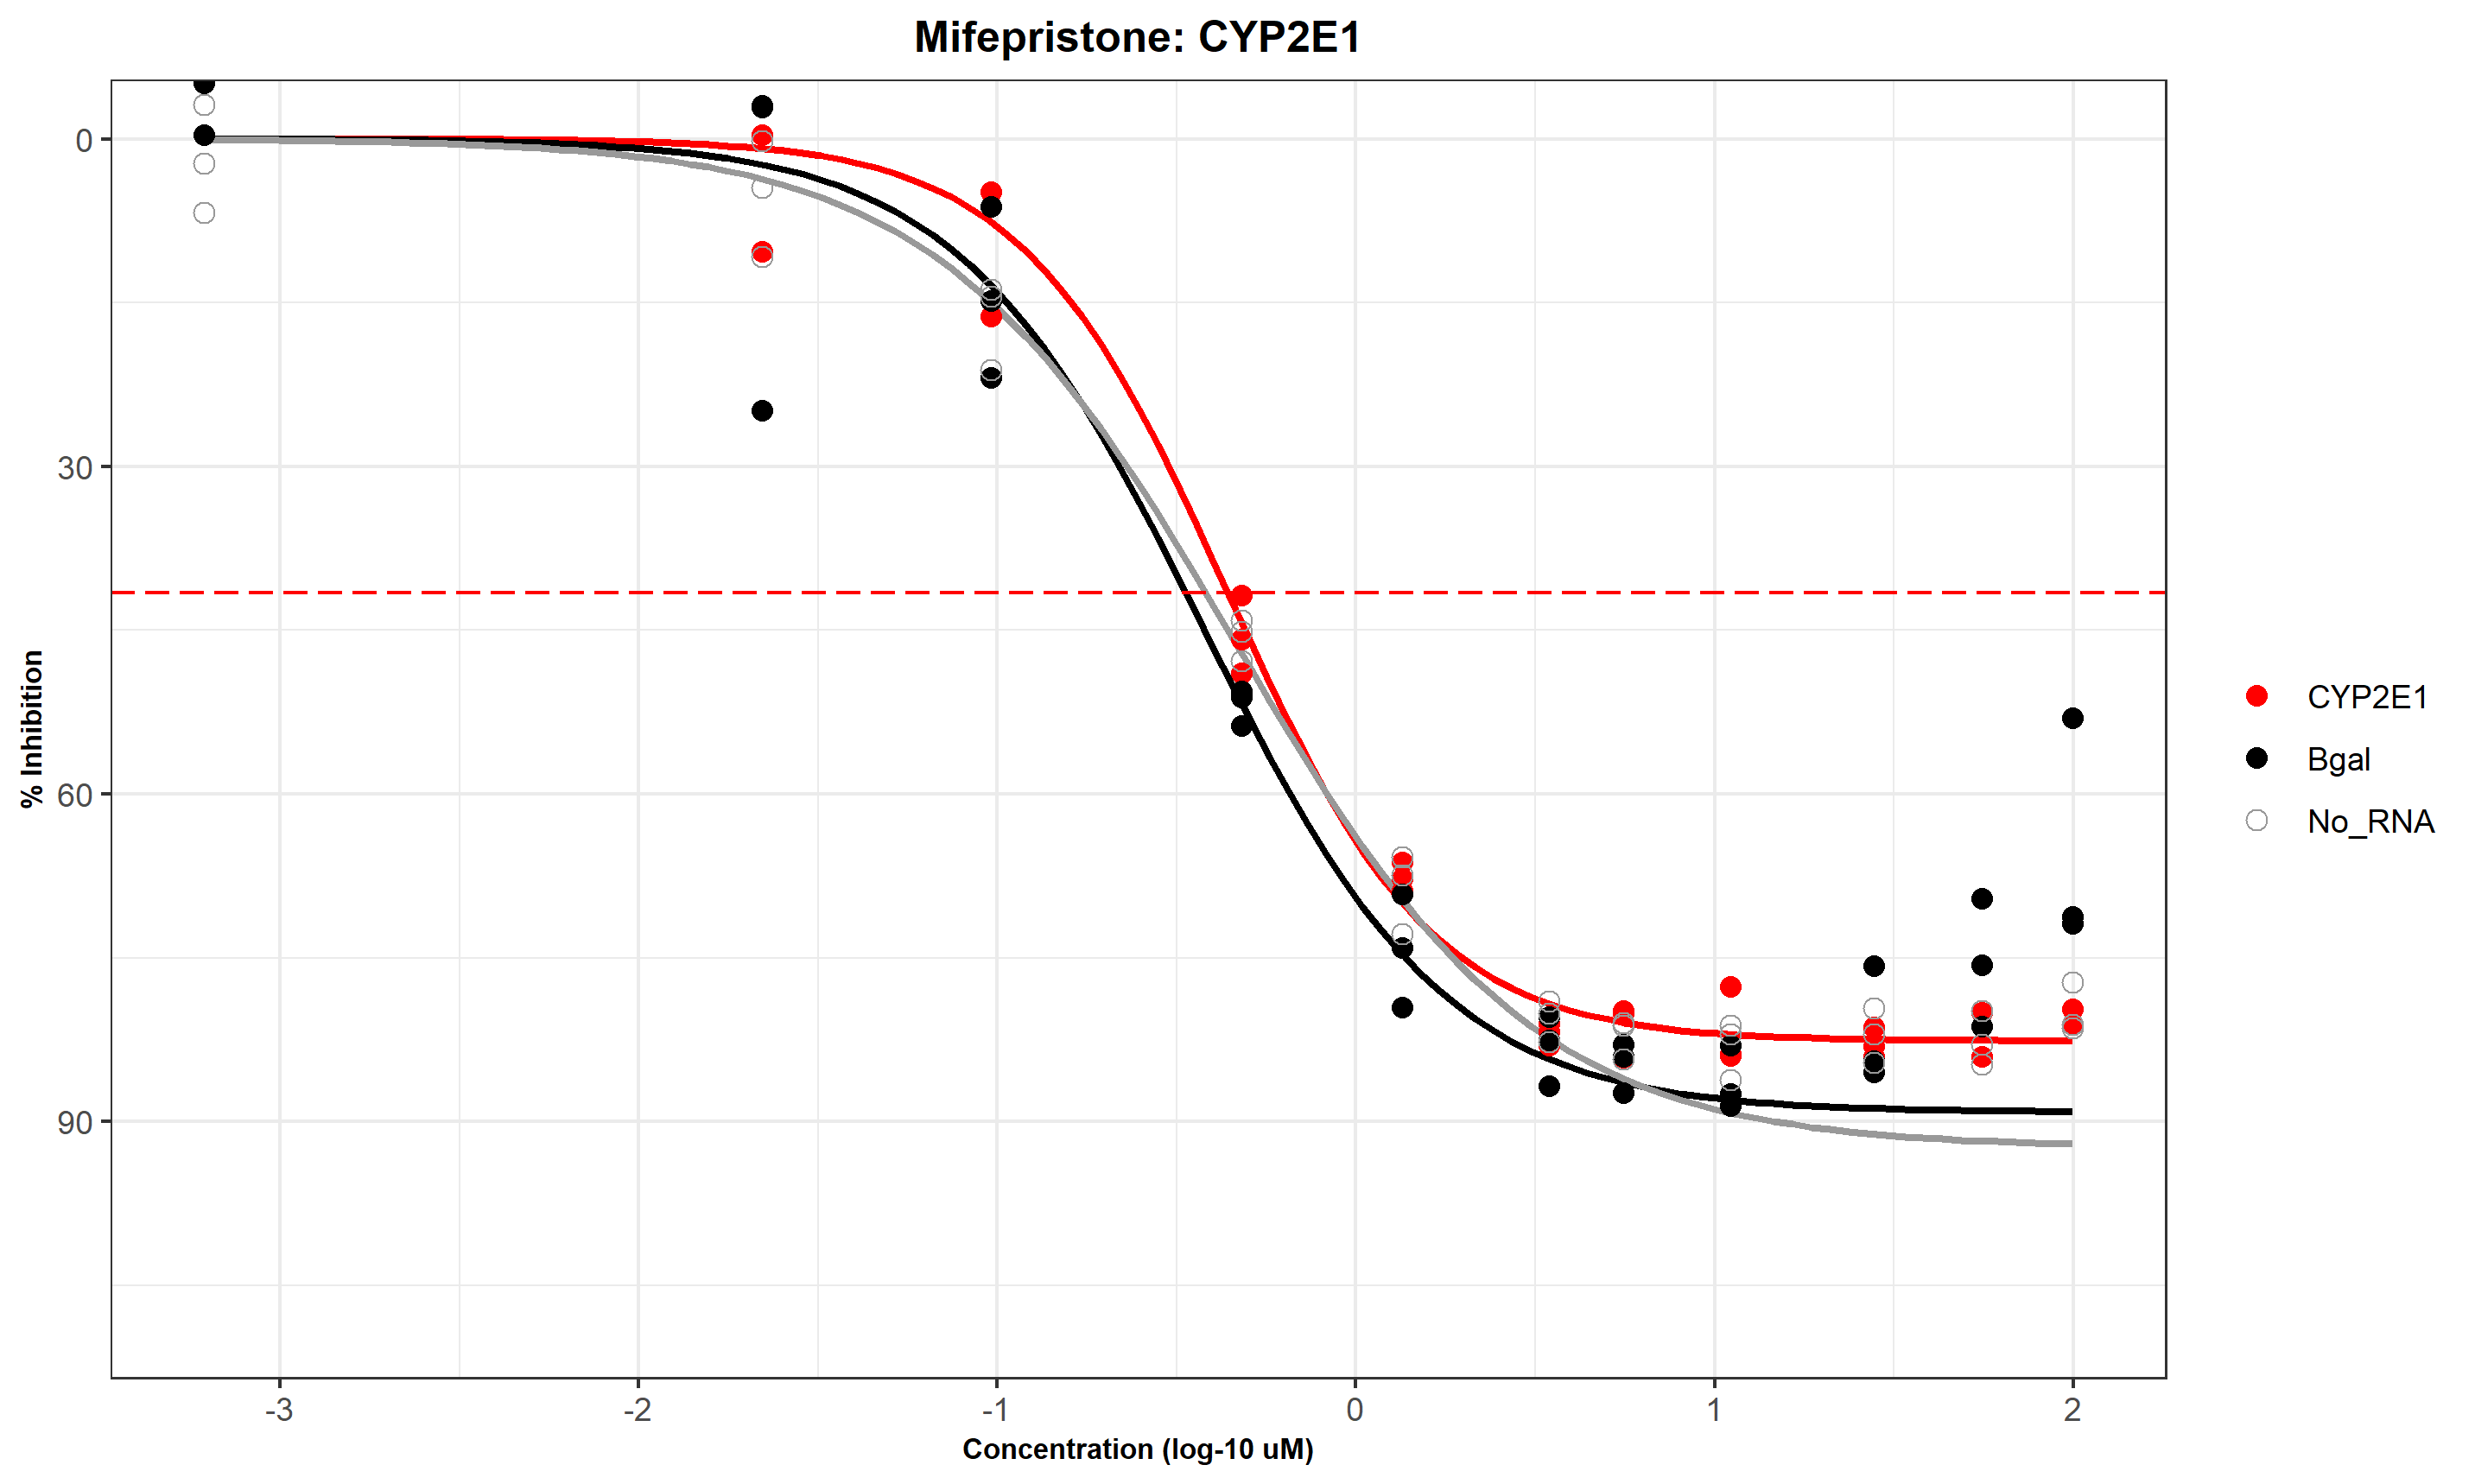 Mifepristone: CYP2E1
% Inhibition
0
30
60
90
-3
-2
-1
0
1
2
Concentration (log-10 uM)
CYP2E1
Bgal
No_RNA